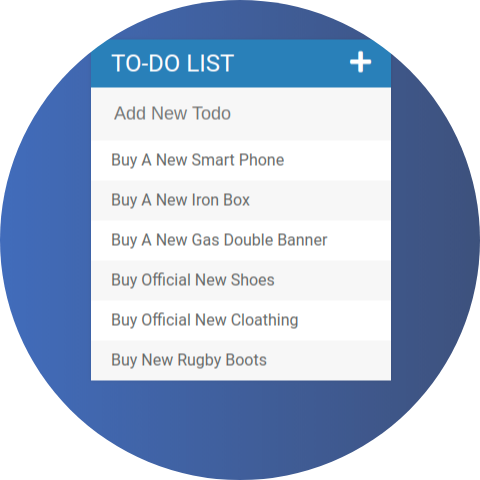 TO-DO LIST
Add New Todo
Buy A New Smart Phone
Buy A New Iron Box
Buy A New Gas Double Banner
Buy Official New Shoes
Buy Official New Cloathing
Buy New Rugby Boots